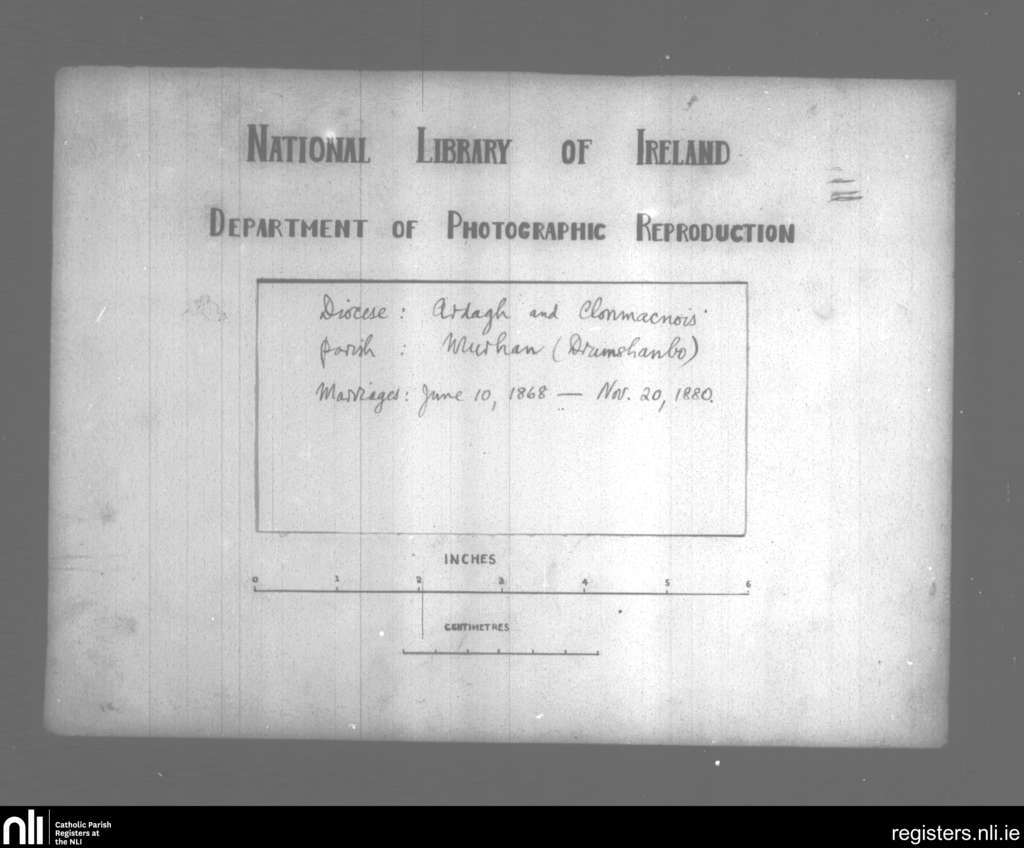 NATIONAL LIBRARY OF IRELAND
DEPARTMENT OF PHOTOGRAPHIC REPRODUCTION
Diocese : Ardagh and Clonmacnois
Parish : Murhan (Drumshanbo)
Marriages : June 10, 1868 — Nov. 20, 1880.
INCHES
0 1 2 3 4 5 6
CENTIMETRES
nli
Catholic Parish
Registers at
the NLI
registers.nli.ie